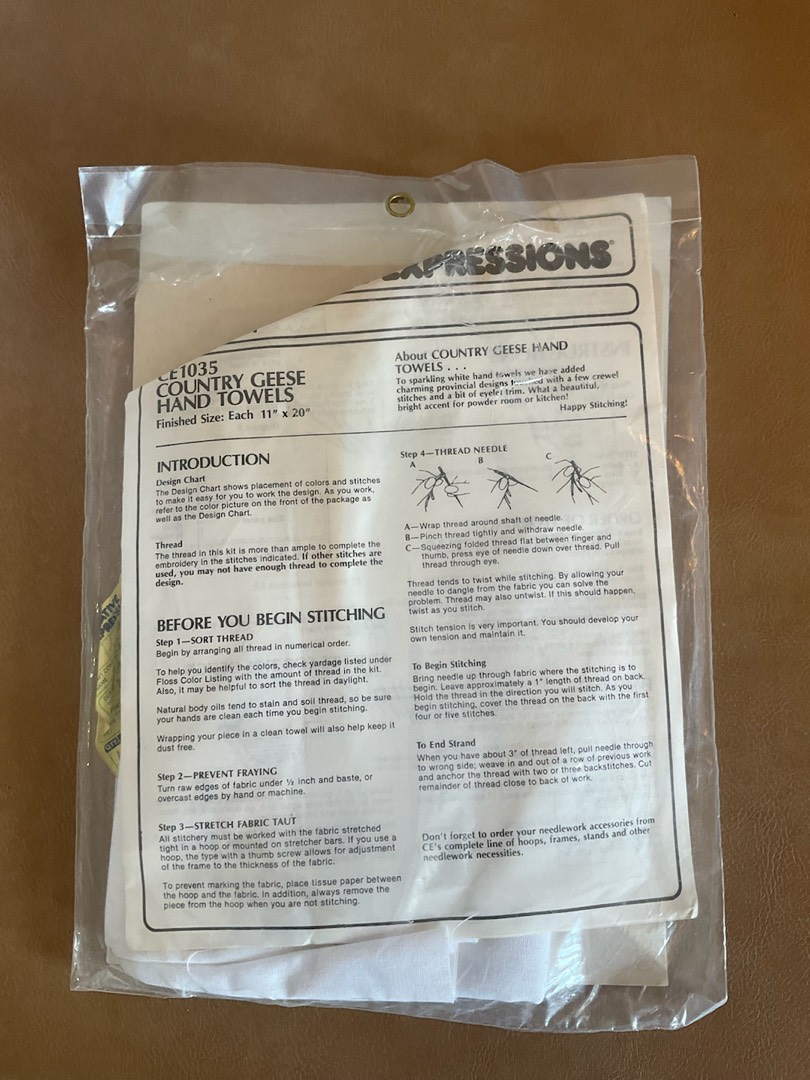 EXPRESSIONS®
CE1035
COUNTRY GEESE
HAND TOWELS
Finished Size: Each 11" x 20"
About COUNTRY GEESE HAND
TOWELS . . .
To sparkling white hand towels we have added
charming provincial designs with a few crewel
stitches and a bit of eyelet trim. What a beautiful,
bright accent for powder room or kitchen!
Happy Stitching!
INTRODUCTION
Design Chart
The Design Chart shows placement of colors and stitches
to make it easy for you to work the design. As you work,
refer to the color picture on the front of the package as
well as the Design Chart.
Thread
The thread in this kit is more than ample to complete the
embroidery in the stitches indicated. If other stitches are
used, you may not have enough thread to complete the
design.
BEFORE YOU BEGIN STITCHING
Step 1—SORT THREAD
Begin by arranging all thread in numerical order.
To help you identify the colors, check yardage listed under
Floss Color Listing with the amount of thread in the kit.
Also, it may be helpful to sort the thread in daylight.
Natural body oils tend to stain and soil thread, so be sure
your hands are clean each time you begin stitching.
Wrapping your piece in a clean towel will also help keep it
dust free.
Step 2—PREVENT FRAYING
Turn raw edges of fabric under ½ inch and baste, or
overcast edges by hand or machine.
Step 3—STRETCH FABRIC TAUT
All stitchery must be worked with the fabric stretched
tight in a hoop or mounted on stretcher bars. If you use a
hoop, the type with a thumb screw allows for adjustment
of the frame to the thickness of the fabric.
To prevent marking the fabric, place tissue paper between
the hoop and the fabric. In addition, always remove the
piece from the hoop when you are not stitching.
Step 4—THREAD NEEDLE
A B C
A—Wrap thread around shaft of needle.
B—Pinch thread tightly and withdraw needle.
C—Squeezing folded thread flat between finger and
thumb, press eye of needle down over thread. Pull
thread through eye.
Thread tends to twist while stitching. By allowing your
needle to dangle from the fabric you can solve the
problem. Thread may also untwist. If this should happen,
twist as you stitch.
Stitch tension is very important. You should develop your
own tension and maintain it.
To Begin Stitching
Bring needle up through fabric where the stitching is to
begin. Leave approximately a 1" length of thread on back.
Hold the thread in the direction you will stitch. As you
begin stitching, cover the thread on the back with the first
four or five stitches.
To End Strand
When you have about 3" of thread left, pull needle through
to wrong side; weave in and out of a row of previous work
and anchor the thread with two or three backstitches. Cut
remainder of thread close to back of work.
Don't forget to order your needlework accessories from
CE's complete line of hoops, frames, stands and other
needlework necessities.